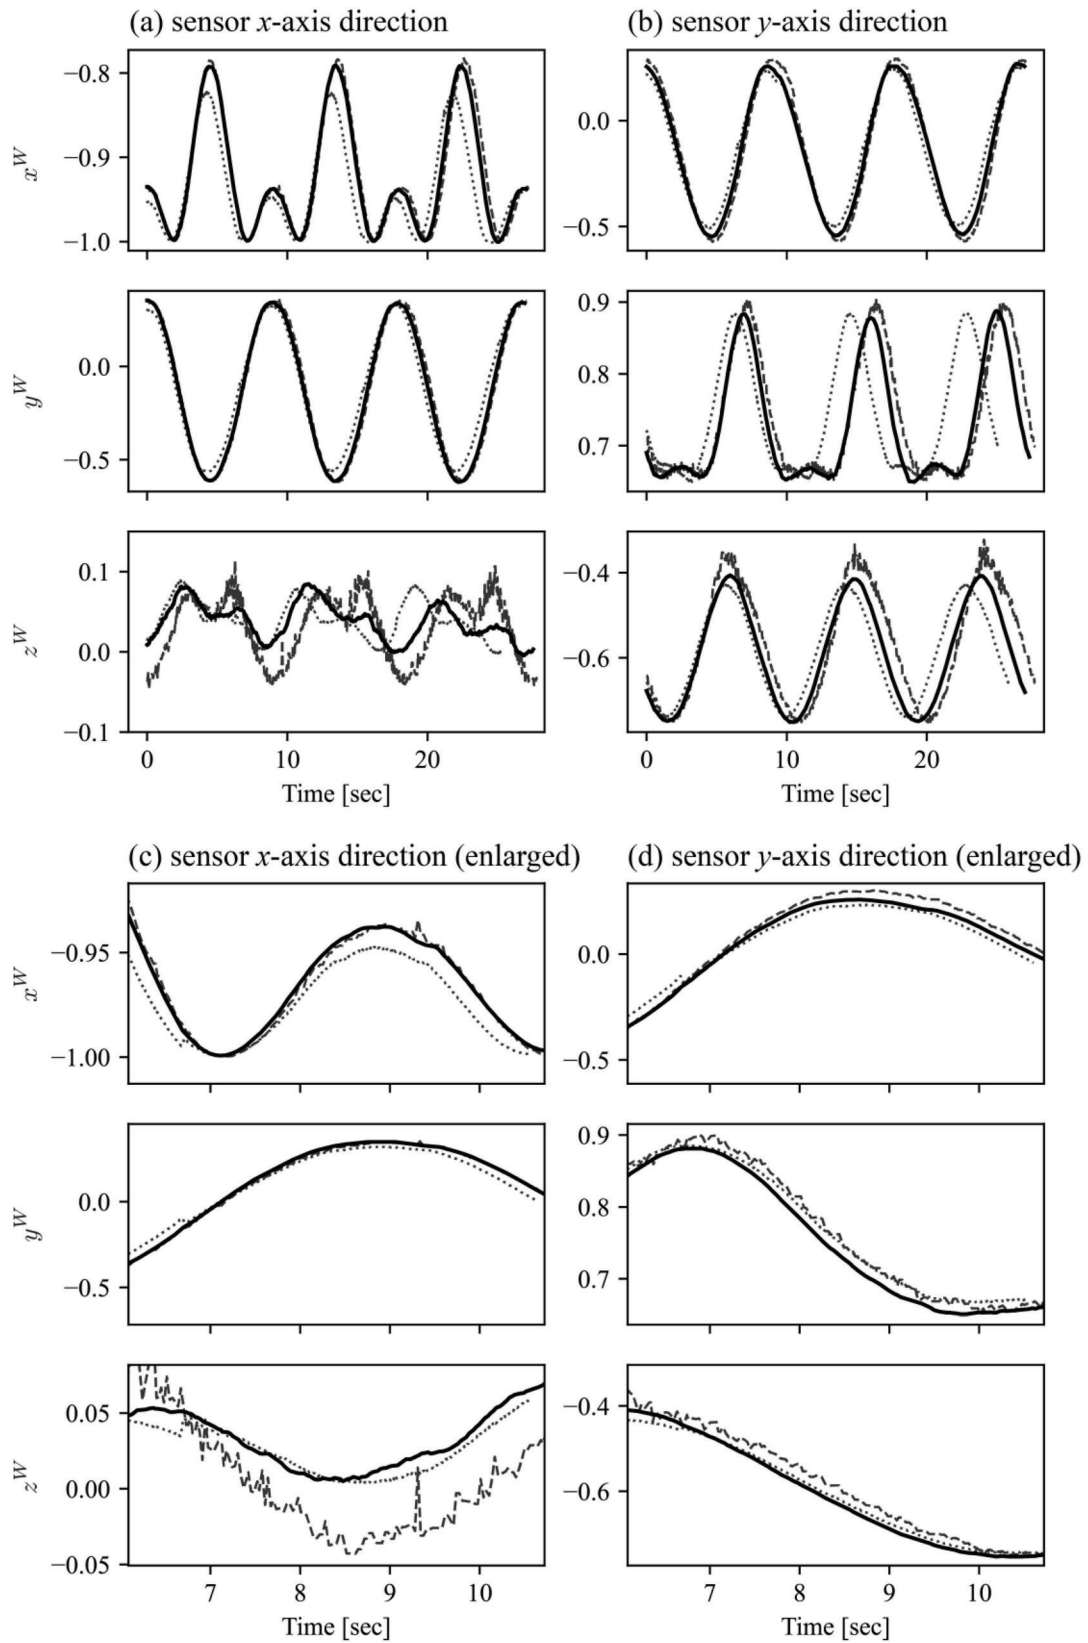 (a) sensor x-axis direction
(b) sensor y-axis direction
−0.8
−0.9
−1.0
x^W
0.0
−0.5
0.0
−0.5
y^W
0.9
0.8
0.7
0.1
0.0
−0.1
z^W
0 10 20
Time [sec]
−0.4
−0.6
0 10 20
Time [sec]
(c) sensor x-axis direction (enlarged)
(d) sensor y-axis direction (enlarged)
−0.95
−1.00
x^W
0.0
−0.5
0.0
−0.5
y^W
0.9
0.8
0.7
0.05
0.00
−0.05
z^W
7 8 9 10
Time [sec]
−0.4
−0.6
7 8 9 10
Time [sec]